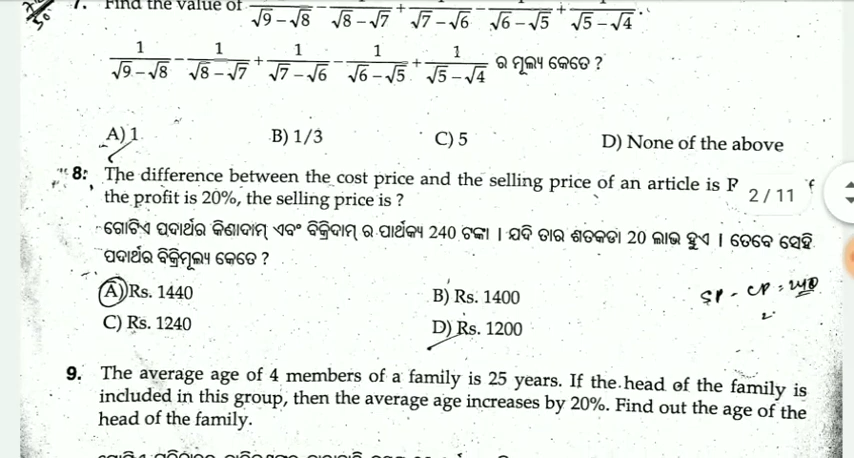 7. Find the value of √9 – √8 – √8 – √7 + √7 – √6 – √6 – √5 + √5 – √4 .
1/(√9 – √8) – 1/(√8 – √7) + 1/(√7 – √6) – 1/(√6 – √5) + 1/(√5 – √4) ର ମୂଲ୍ୟ କେତେ ?
A) 1 B) 1/3 C) 5 D) None of the above
8: The difference between the cost price and the selling price of an article is
the profit is 20%, the selling price is ?
2 / 11
ଗୋଟିଏ ପଦାର୍ଥର କିଣାଦାମ୍ ଏବଂ ବିକ୍ରିଦାମ୍ ର ପାର୍ଥକ୍ୟ 240 ଟଙ୍କା । ଯଦି ତାର ଶତକଡା 20 ଲାଭ ହୁଏ । ତେବେ ସେହି
ପଦାର୍ଥର ବିକ୍ରିମୂଲ୍ୟ କେତେ ?
A) Rs. 1440 B) Rs. 1400
SP - CP = 240
C) Rs. 1240 D) Rs. 1200
9. The average age of 4 members of a family is 25 years. If the head of the family is
included in this group, then the average age increases by 20%. Find out the age of the
head of the family.